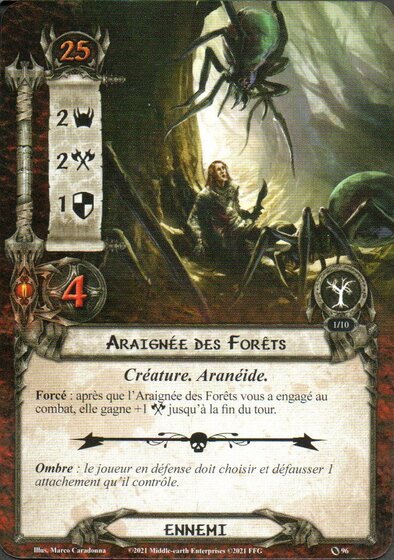 25
2
2
1
4
1/10
ARAIGNÉE DES FORÊTS
Créature. Aranéide.
Forcé : après que l'Araignée des Forêts vous a engagé au
combat, elle gagne +1 jusqu'à la fin du tour.
Ombre : le joueur en défense doit choisir et défausser 1
attachement qu'il contrôle.
ENNEMI
Illus. Marco Caradonna ©2021 Middle-earth Enterprises ©2021 FFG 96